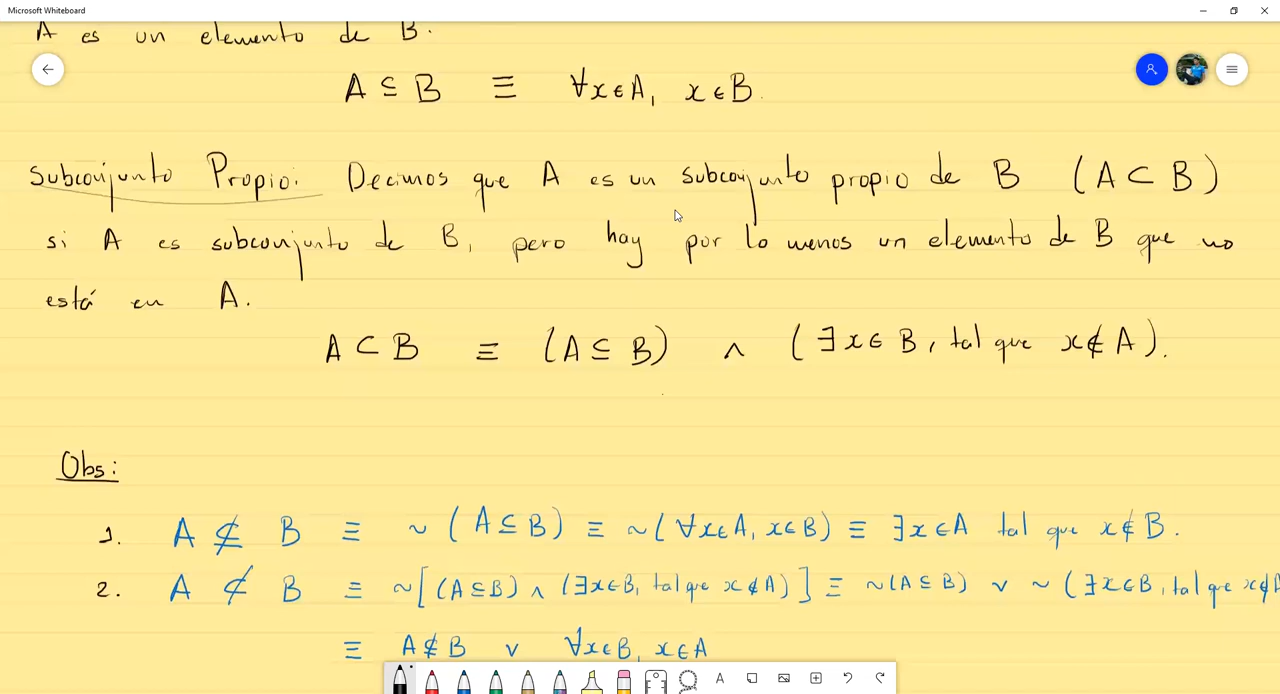 Microsoft Whiteboard
A es un elemento de B.
A ⊆ B ≡ ∀x∈A, x∈B.
Subconjunto Propio: Decimos que A es un subconjunto propio de B (A ⊂ B)
si A es subconjunto de B, pero hay por lo menos un elemento de B que no
está en A.
A ⊂ B ≡ (A ⊆ B) ∧ (∃x∈B, tal que x∉A).
Obs:
1. A ⊈ B ≡ ~(A⊆B) ≡ ~(∀x∈A, x∈B) ≡ ∃x∈A tal que x∉B.
2. A ⊄ B ≡ ~[(A⊆B) ∧ (∃x∈B, tal que x∉A)] ≡ ~(A⊆B) ∨ ~(∃x∈B, tal que x∉A
≡ A⊈B ∨ ∀x∈B, x∈A
A